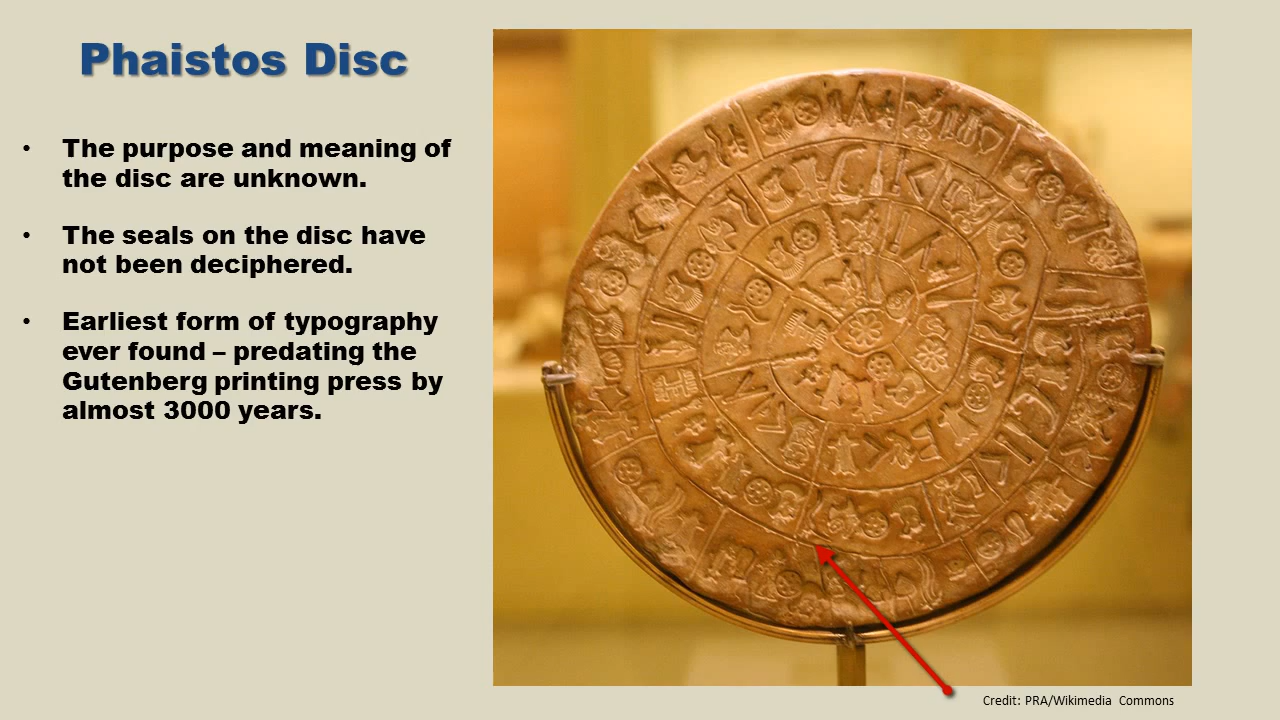 Phaistos Disc
• The purpose and meaning of
the disc are unknown.
• The seals on the disc have
not been deciphered.
• Earliest form of typography
ever found – predating the
Gutenberg printing press by
almost 3000 years.
Credit: PRA/Wikimedia Commons